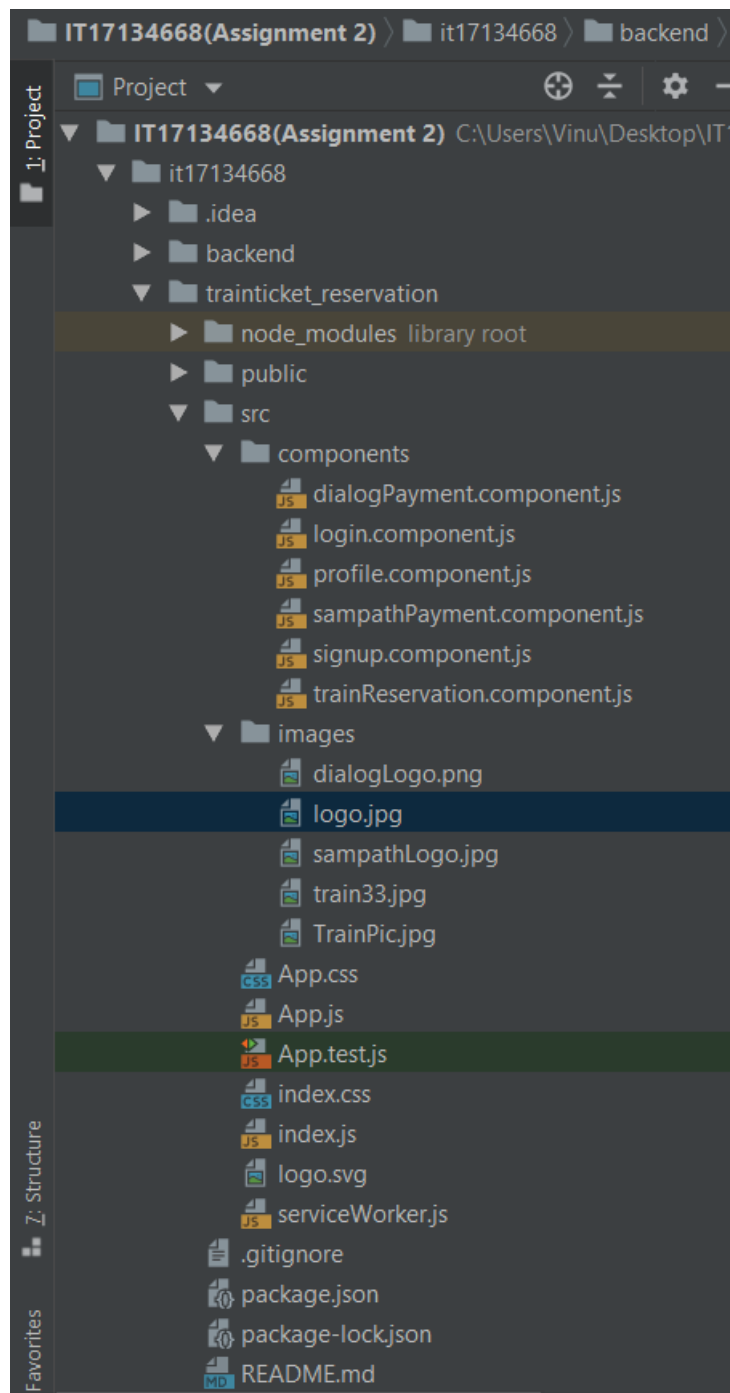 IT17134668(Assignment 2) it17134668 backend
Project
IT17134668(Assignment 2) C:\Users\Vinu\Desktop\IT1
it17134668
.idea
backend
trainticket_reservation
node_modules library root
public
src
components
dialogPayment.component.js
login.component.js
profile.component.js
sampathPayment.component.js
signup.component.js
trainReservation.component.js
images
dialogLogo.png
logo.jpg
sampathLogo.jpg
train33.jpg
TrainPic.jpg
App.css
App.js
App.test.js
index.css
index.js
logo.svg
serviceWorker.js
.gitignore
package.json
package-lock.json
README.md
1: Project
7: Structure
Favorites